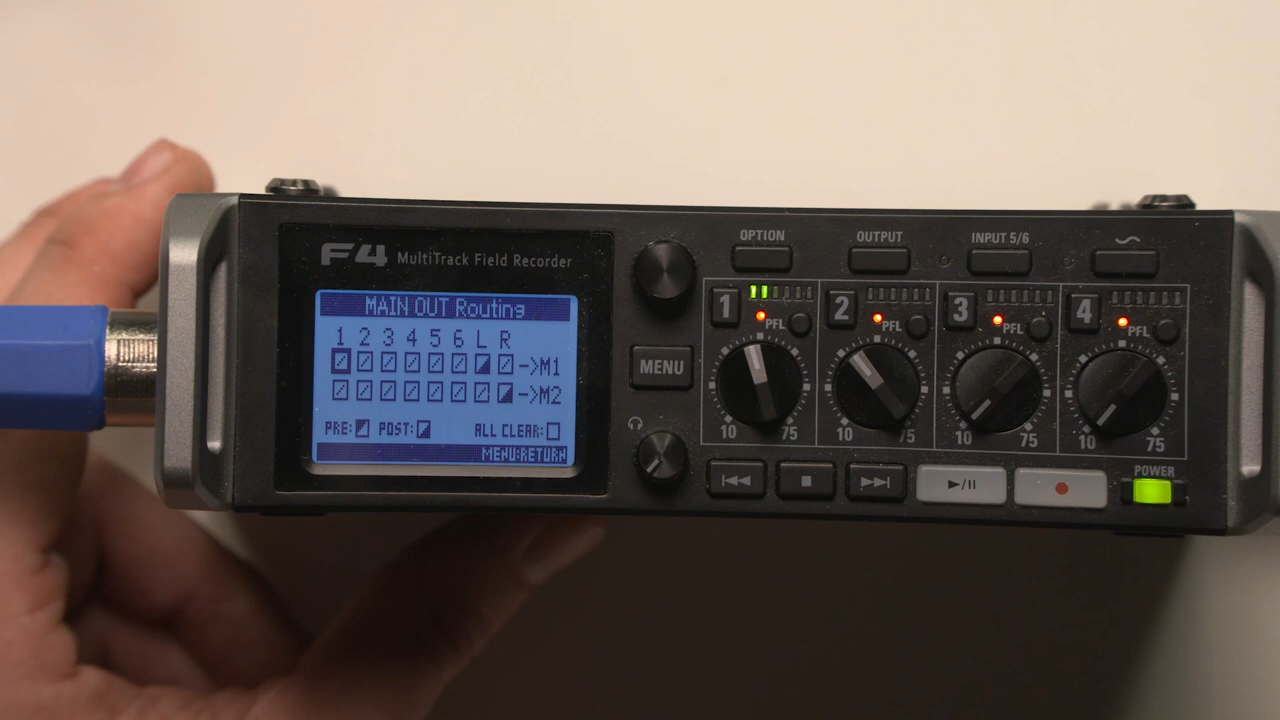 F4 MultiTrack Field Recorder
MAIN OUT Routing
1 2 3 4 5 6 L R
->M1
->M2
PRE: POST: ALL CLEAR:
MENU:RETURN
MENU
OPTION OUTPUT INPUT 5/6
1 PFL 2 PFL 3 PFL 4 PFL
10 75 10 75 10 75 10 75
POWER